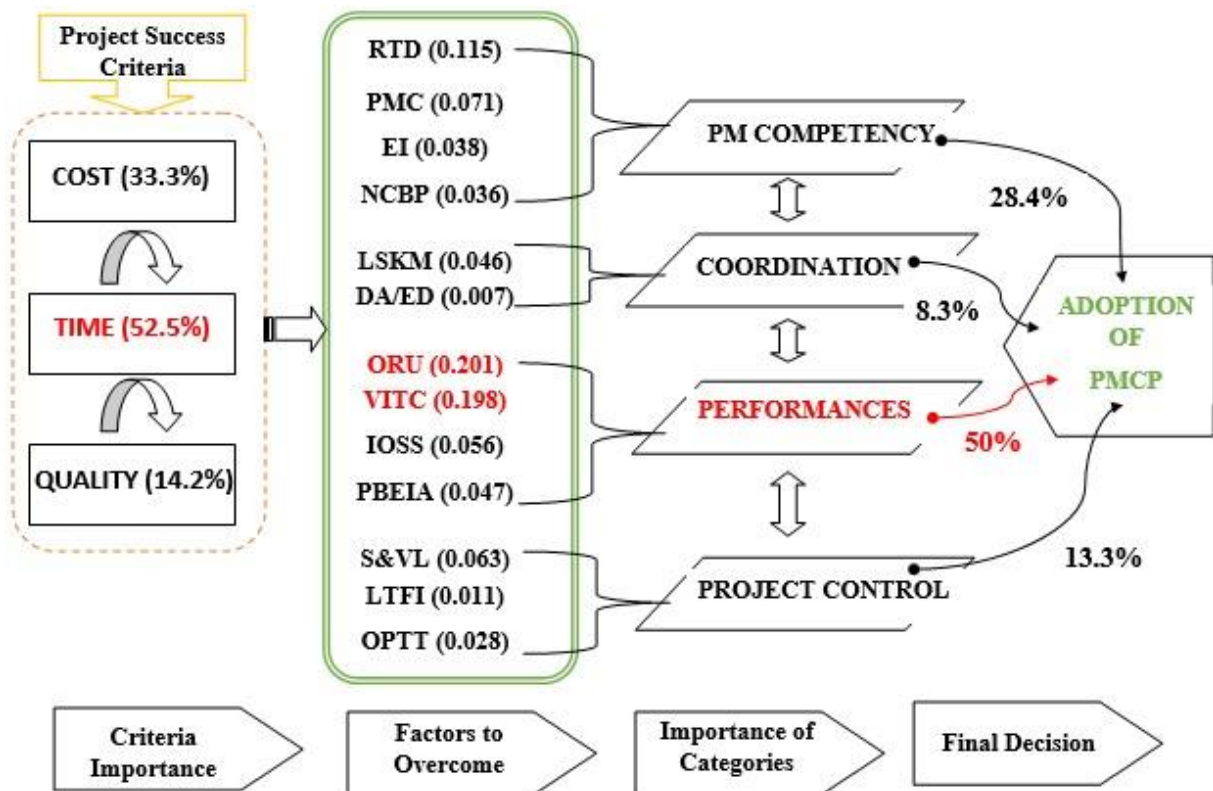 Project Success
Criteria
COST (33.3%)
TIME (52.5%)
QUALITY (14.2%)
RTD (0.115)
PMC (0.071)
EI (0.038)
NCBP (0.036)
LSKM (0.046)
DA/ED (0.007)
ORU (0.201)
VITC (0.198)
IOSS (0.056)
PBEIA (0.047)
S&VL (0.063)
LTFI (0.011)
OPTT (0.028)
PM COMPETENCY
COORDINATION
PERFORMANCES
PROJECT CONTROL
28.4%
8.3%
50%
13.3%
ADOPTION
OF
PMCP
Criteria
Importance
Factors to
Overcome
Importance of
Categories
Final Decision